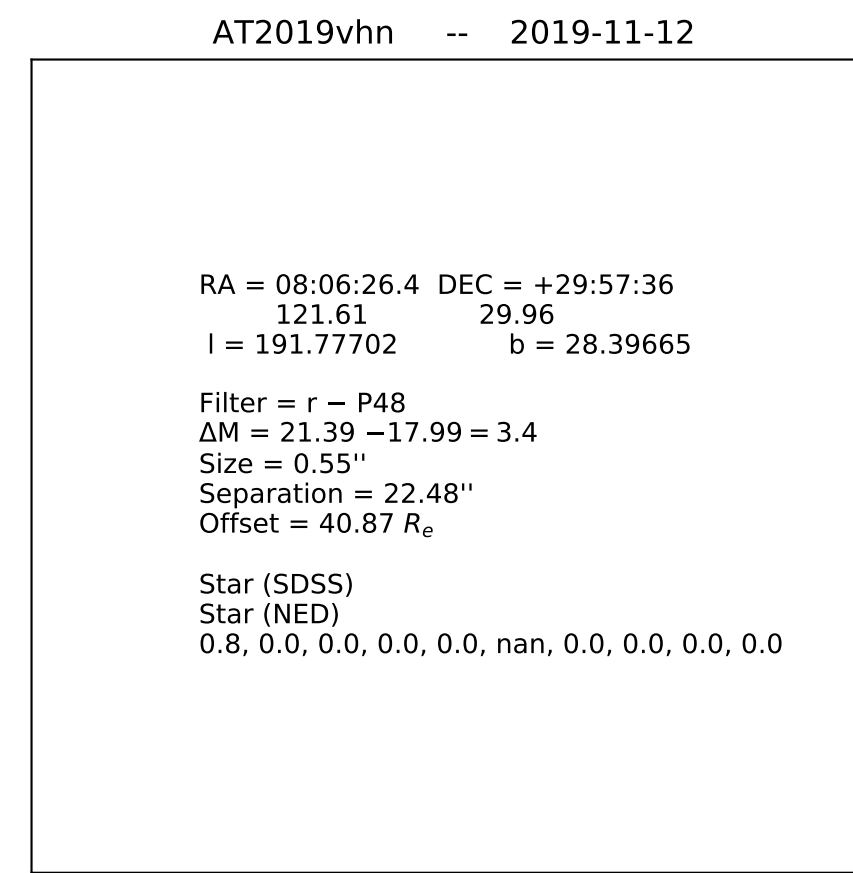 AT2019vhn -- 2019-11-12
RA = 08:06:26.4 DEC = +29:57:36
121.61 29.96
l = 191.77702 b = 28.39665
Filter = r − P48
ΔM = 21.39 −17.99 = 3.4
Size = 0.55''
Separation = 22.48''
Offset = 40.87 Re
Star (SDSS)
Star (NED)
0.8, 0.0, 0.0, 0.0, 0.0, nan, 0.0, 0.0, 0.0, 0.0